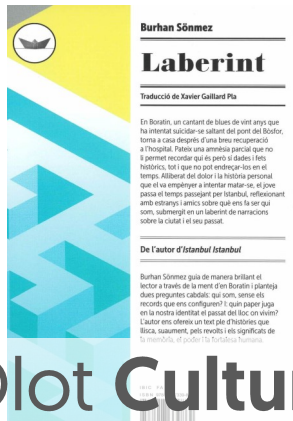 Burhan Sönmez
Laberint
Traducció de Xavier Gaillard Pla
En Boratin, un cantant de blues de vint anys que
ha intentat suïcidar-se saltant del pont del Bòsfor,
torna a casa després d'una breu recuperació
a l'hospital. Pateix una amnèsia parcial que no
li permet recordar qui és però sí dades i fets
històrics, tot i que no pot endreçar-los en el
temps. Alliberat del dolor i la història personal
que el va empènyer a intentar matar-se, el jove
passa el temps passejant per Istanbul, reflexionant
amb estranys i amics sobre què ens fa ser qui
som, submergit en un laberint de narracions
sobre la ciutat i el seu passat.
De l'autor d'Istanbul Istanbul
Burhan Sönmez guia de manera brillant el
lector a través de la ment d'en Boratin i planteja
dues preguntes cabdals: qui som, sense els
records que ens configuren? I: quin paper juga
en la nostra identitat el passat del lloc on vivim?
L'autor ens ofereix un text ple d'històries que
llisca, suaument, pels revolts i els significats de
la memòria, el poder i la fortalesa humana.
lot Cultu